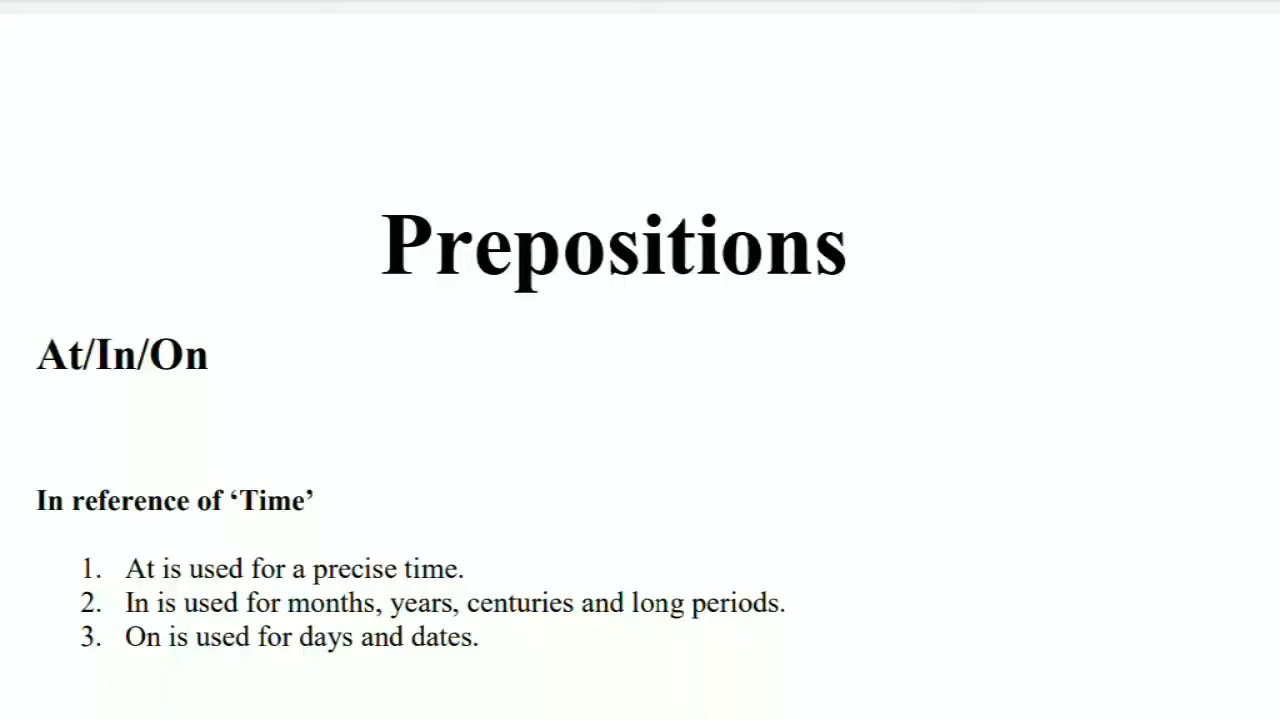 Prepositions
At/In/On
In reference of ‘Time’
1. At is used for a precise time.
2. In is used for months, years, centuries and long periods.
3. On is used for days and dates.